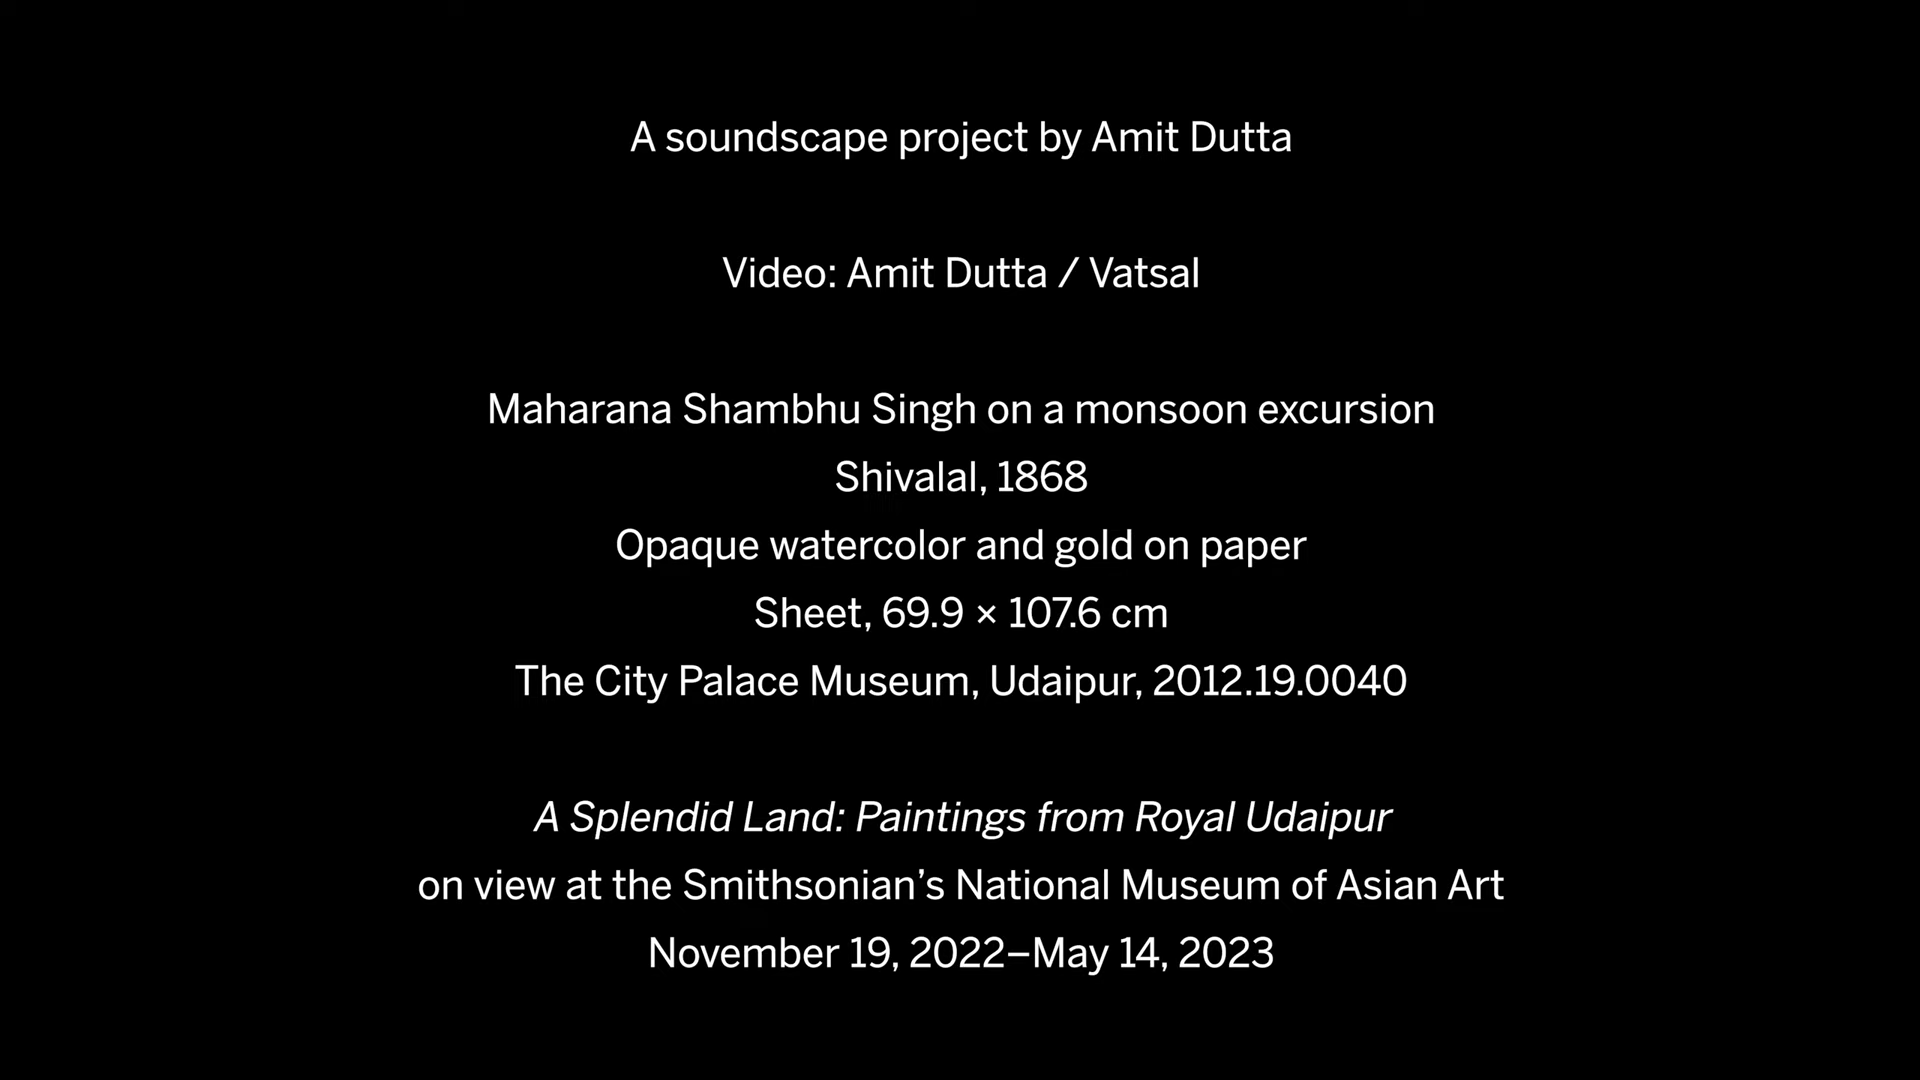 A soundscape project by Amit Dutta
Video: Amit Dutta / Vatsal
Maharana Shambhu Singh on a monsoon excursion
Shivalal, 1868
Opaque watercolor and gold on paper
Sheet, 69.9 × 107.6 cm
The City Palace Museum, Udaipur, 2012.19.0040
A Splendid Land: Paintings from Royal Udaipur
on view at the Smithsonian’s National Museum of Asian Art
November 19, 2022–May 14, 2023